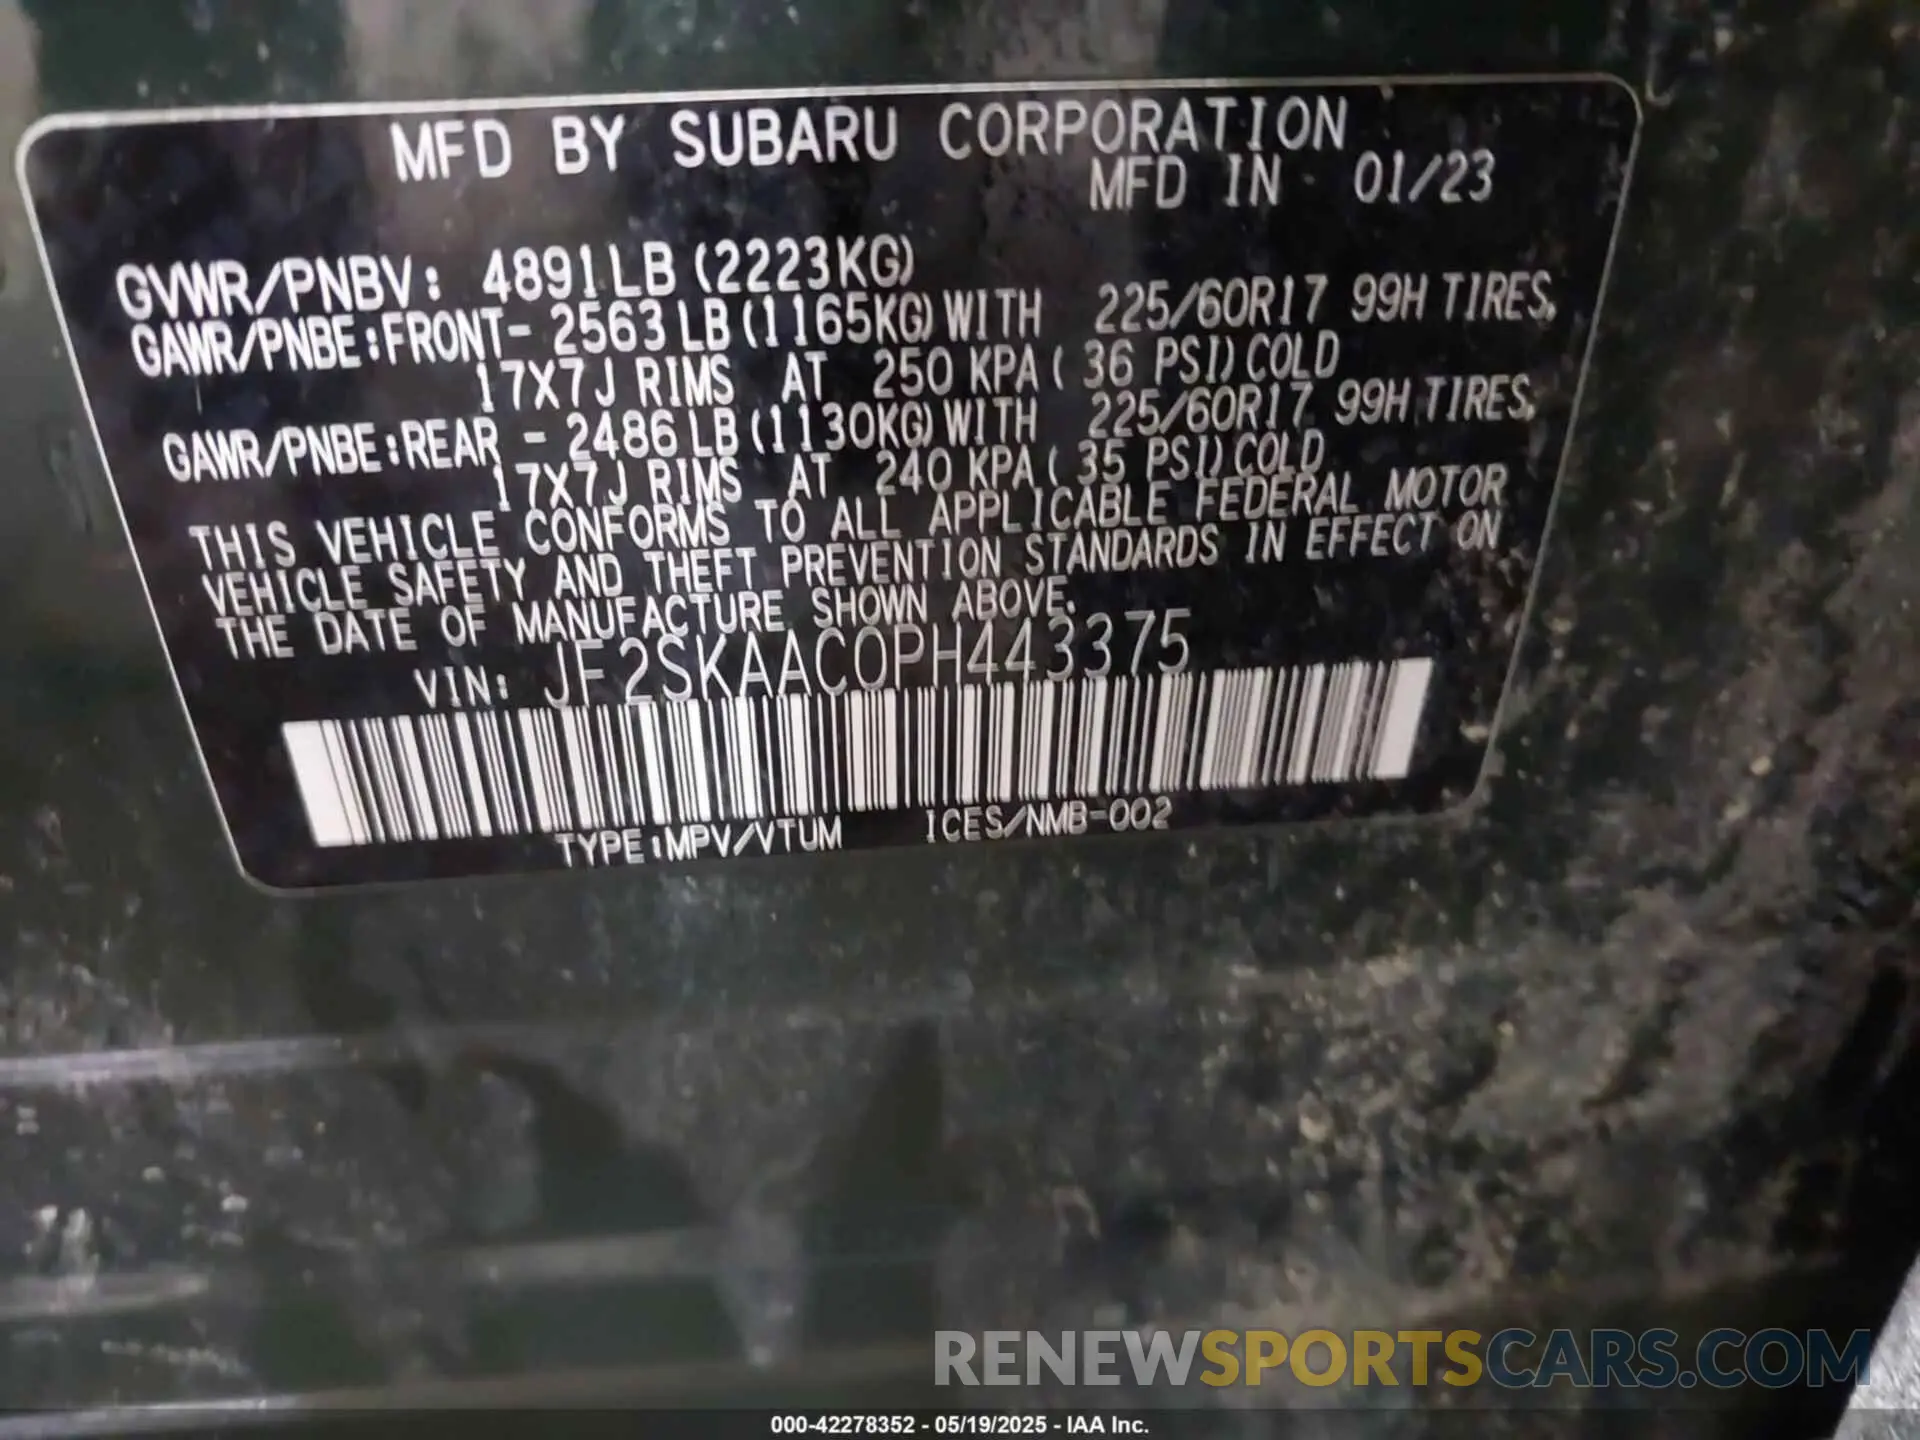 MFD BY SUBARU CORPORATION
MFD IN 01/23
GVWR/PNBV: 4891LB (2223KG)
GAWR/PNBE:FRONT- 2563 LB (1165KG) WITH 225/60R17 99H TIRES,
17X7J RIMS AT 250 KPA ( 36 PSI) COLD
GAWR/PNBE:REAR - 2486 LB (1130KG) WITH 225/60R17 99H TIRES,
17X7J RIMS AT 240 KPA ( 35 PSI) COLD
THIS VEHICLE CONFORMS TO ALL APPLICABLE FEDERAL MOTOR
VEHICLE SAFETY AND THEFT PREVENTION STANDARDS IN EFFECT ON
THE DATE OF MANUFACTURE SHOWN ABOVE.
VIN: JF2SKAAC0PH443375
TYPE:MPV/VTUM ICES/NMB-002
RENEWSPORTSCARS.COM
000-42278352 - 05/19/2025 - IAA Inc.